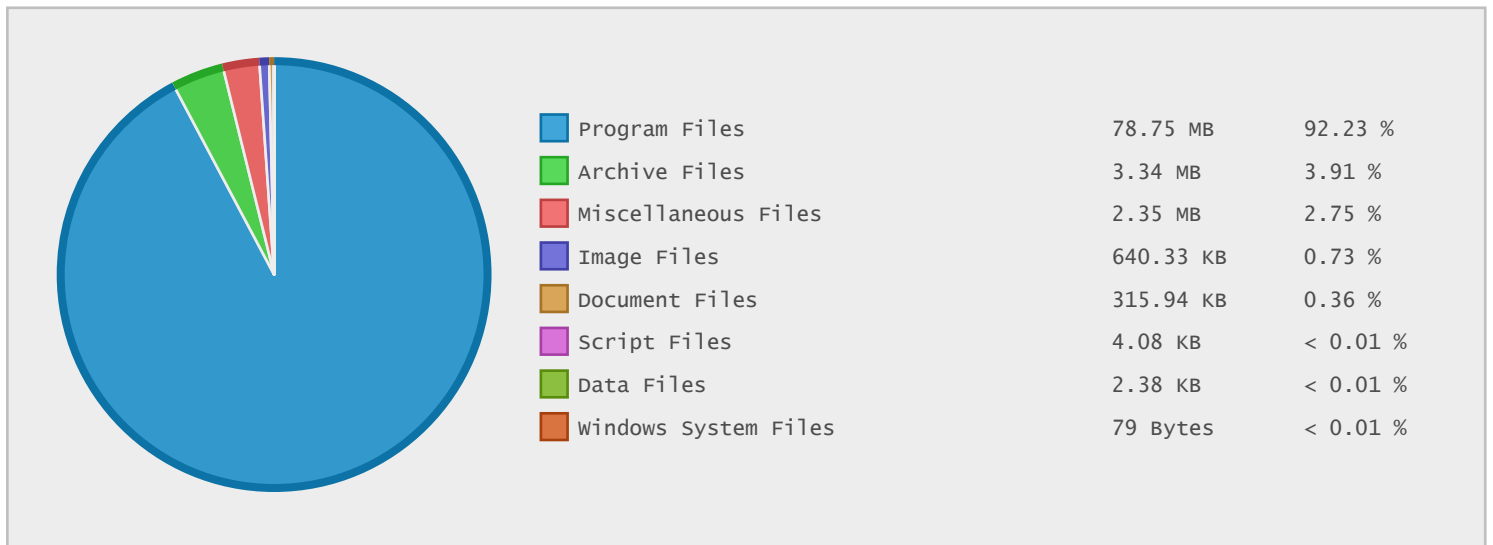 Program Files 78.75 MB 92.23 %
Archive Files 3.34 MB 3.91 %
Miscellaneous Files 2.35 MB 2.75 %
Image Files 640.33 KB 0.73 %
Document Files 315.94 KB 0.36 %
Script Files 4.08 KB < 0.01 %
Data Files 2.38 KB < 0.01 %
Windows System Files 79 Bytes < 0.01 %